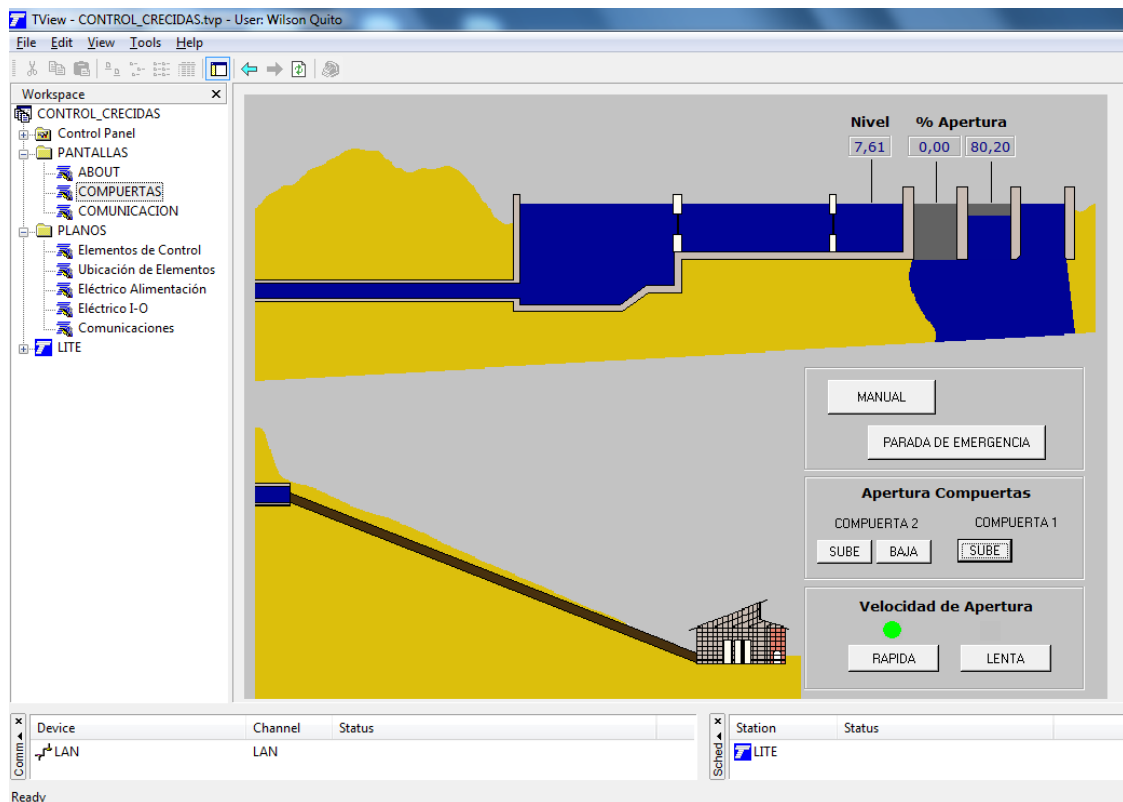 TView - CONTROL_CRECIDAS.tvp - User: Wilson Quito
File Edit View Tools Help
Workspace
CONTROL_CRECIDAS
Control Panel
PANTALLAS
ABOUT
COMPUERTAS
COMUNICACION
PLANOS
Elementos de Control
Ubicación de Elementos
Eléctrico Alimentación
Eléctrico I-O
Comunicaciones
LITE
Nivel % Apertura
7,61 0,00 80,20
MANUAL
PARADA DE EMERGENCIA
Apertura Compuertas
COMPUERTA 2 COMPUERTA 1
SUBE BAJA SUBE
Velocidad de Apertura
RAPIDA LENTA
Comm
Device Channel Status
LAN LAN
Sched
Station Status
LITE
Ready